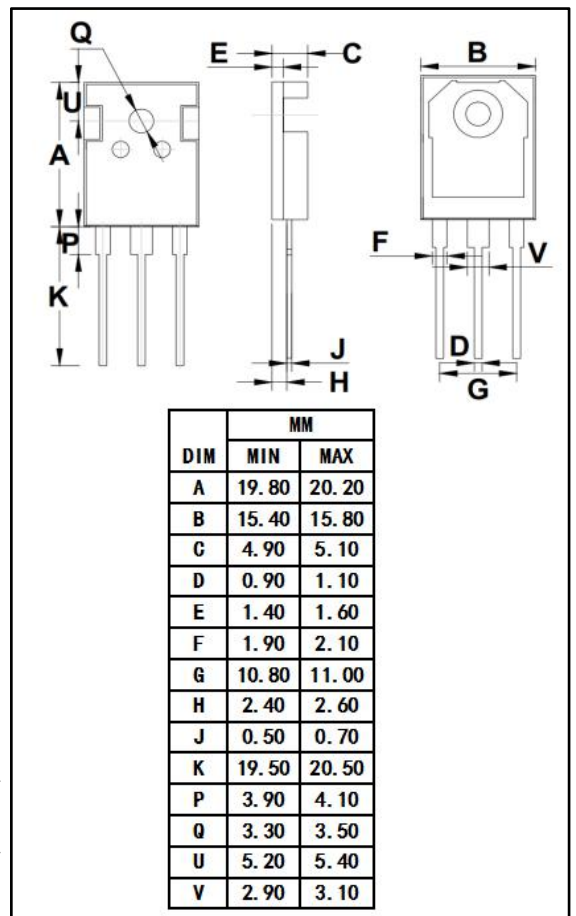 Q
E C B
U
A
P
K
F V
J D
H G
MM
DIM MIN MAX
A 19.80 20.20
B 15.40 15.80
C 4.90 5.10
D 0.90 1.10
E 1.40 1.60
F 1.90 2.10
G 10.80 11.00
H 2.40 2.60
J 0.50 0.70
K 19.50 20.50
P 3.90 4.10
Q 3.30 3.50
U 5.20 5.40
V 2.90 3.10